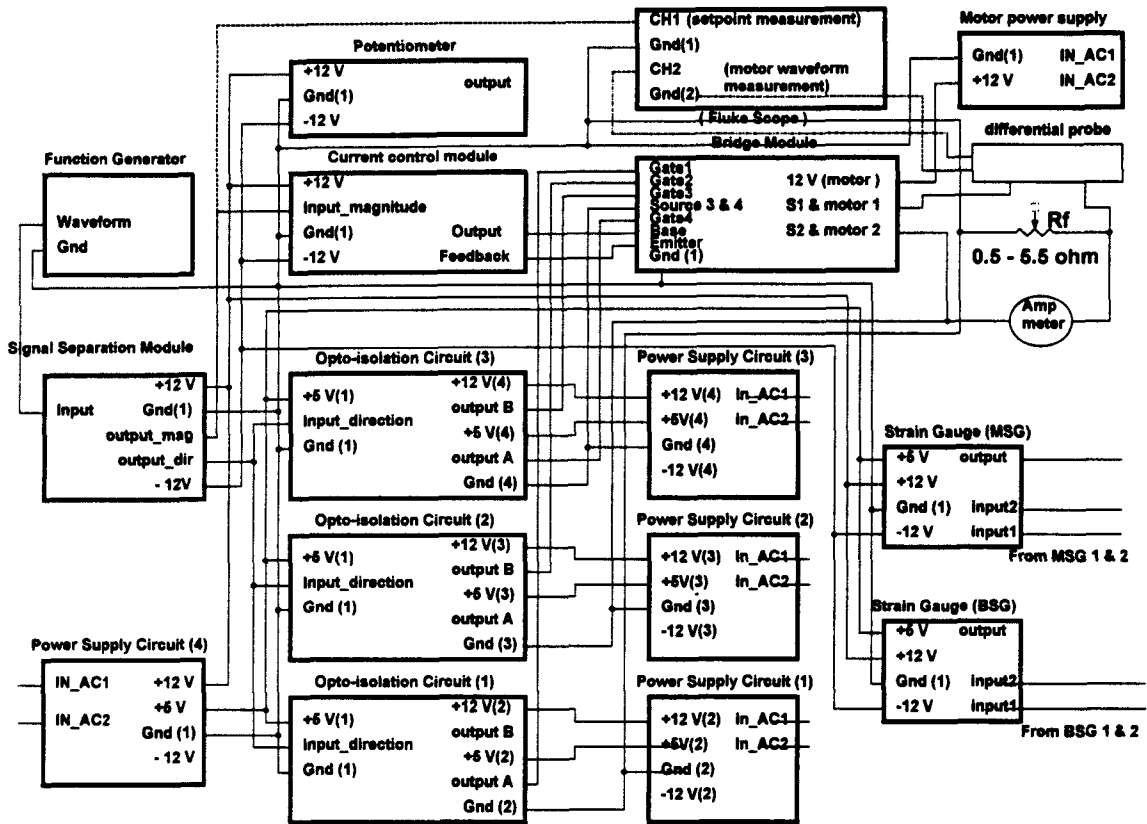 Potentiometer
+12 V
output
Gnd(1)
-12 V
CH1 (setpoint measurement)
Gnd(1)
CH2 (motor waveform
measurement)
Gnd(2)
( Fluke Scope )
Motor power supply
Gnd(1) IN_AC1
+12 V IN_AC2
differential probe
Function Generator
Waveform
Gnd
Current control module
+12 V
Input_magnitude
Gnd(1) Output
-12 V Feedback
Bridge Module
Gate1
Gate2
Gate3
Source 3 & 4
Gate4
Base
Emitter
Gnd (1)
12 V (motor )
S1 & motor 1
S2 & motor 2
Rf
0.5 - 5.5 ohm
Amp
meter
Signal Separation Module
+12 V
Input Gnd(1)
output_mag
output_dir
- 12V
Opto-isolation Circuit (3)
+5 V(1)
Input_direction
Gnd (1)
+12 V(4)
output B
+5 V(4)
output A
Gnd (4)
Power Supply Circuit (3)
+12 V(4) In_AC1
+5V(4) In_AC2
Gnd (4)
-12 V(4)
Strain Gauge (MSG)
+5 V output
+12 V
Gnd (1) input2
-12 V input1
From MSG 1 & 2
Opto-isolation Circuit (2)
+5 V(1)
Input_direction
Gnd (1)
+12 V(3)
output B
+5 V(3)
output A
Gnd (3)
Power Supply Circuit (2)
+12 V(3) In_AC1
+5V(3) In_AC2
Gnd (3)
-12 V(3)
Strain Gauge (BSG)
+5 V output
+12 V
Gnd (1) input2
-12 V input1
From BSG 1 & 2
Power Supply Circuit (4)
IN_AC1 +12 V
IN_AC2 +5 V
Gnd (1)
- 12 V
Opto-isolation Circuit (1)
+5 V(1)
Input_direction
Gnd (1)
+12 V(2)
output B
+5 V(2)
output A
Gnd (2)
Power Supply Circuit (1)
+12 V(2) In_AC1
+5V(2) In_AC2
Gnd (2)
-12 V(2)